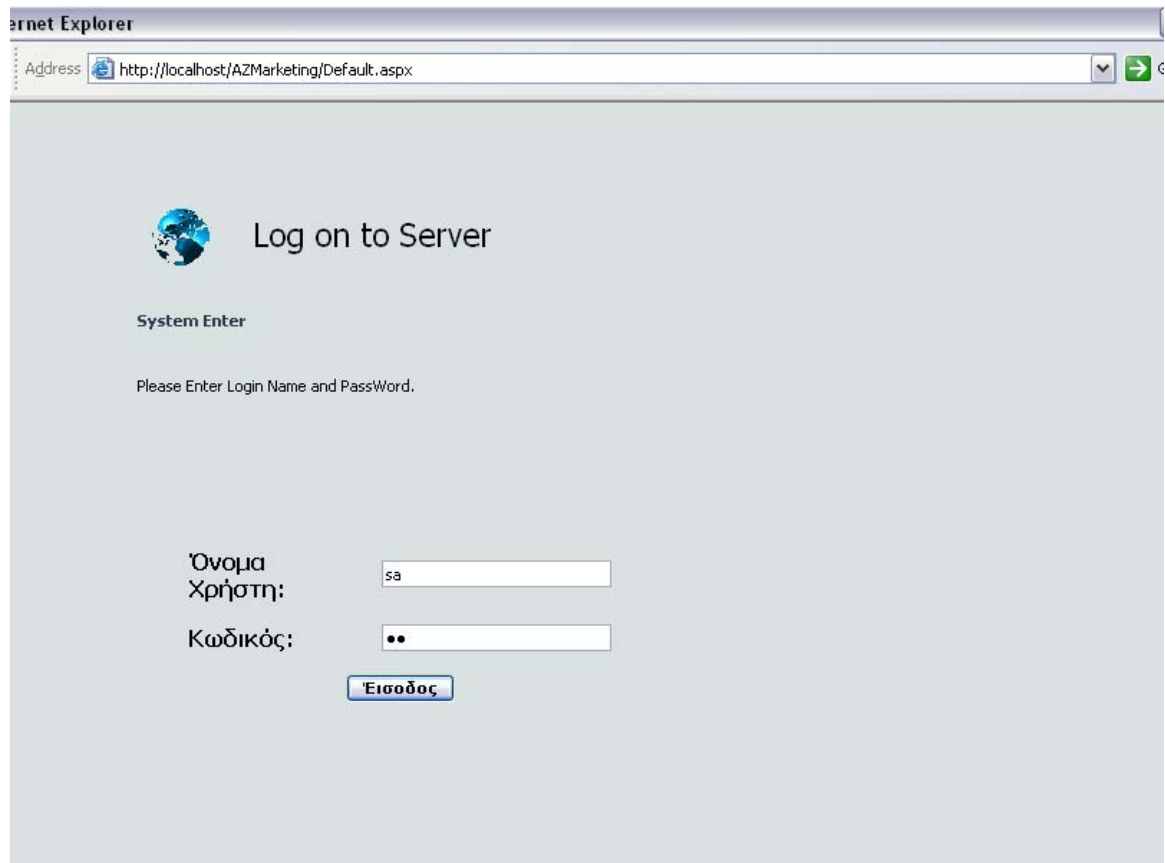 ernet Explorer
Address http://localhost/AZMarketing/Default.aspx
Log on to Server
System Enter
Please Enter Login Name and PassWord.
Όνομα
Χρήστη: sa
Κωδικός: ••
Έισοδος